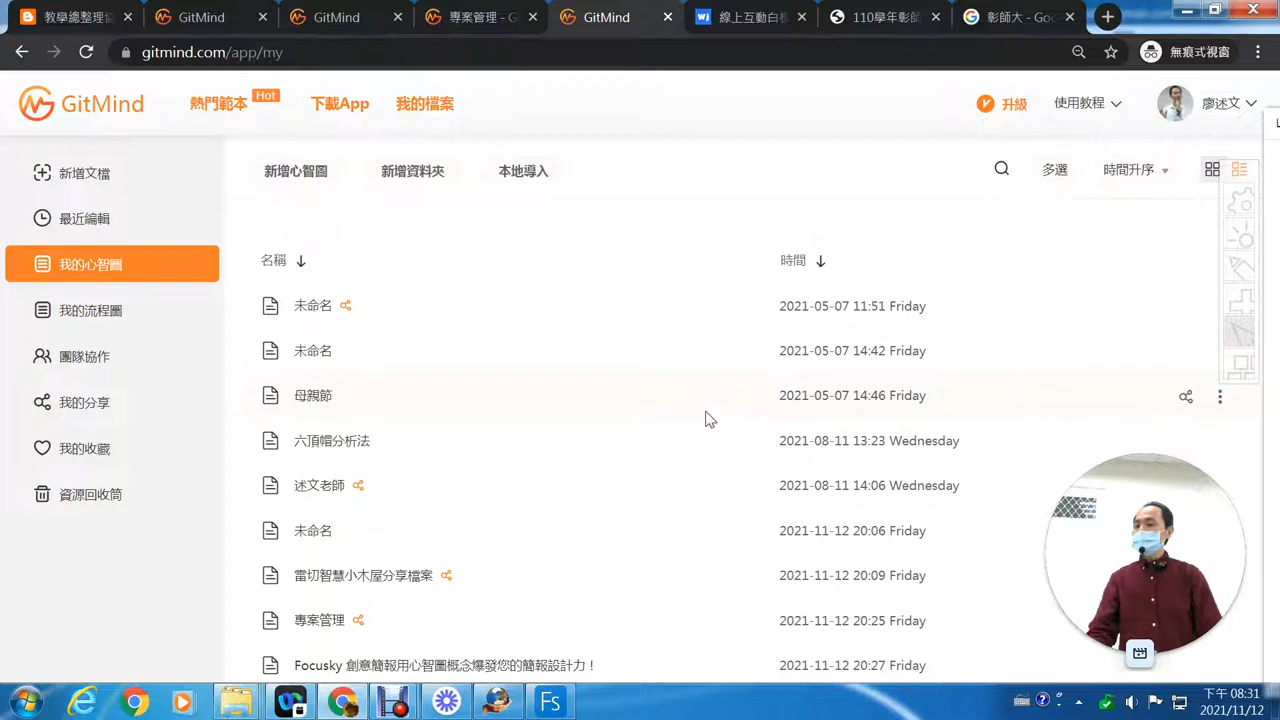 教學總整理
GitMind
GitMind
專案管
GitMind
線上互動自
110學年度
彰師大 - Goo
gitmind.com/app/my
無痕式視窗
GitMind
熱門範本
Hot
下載App
我的檔案
升級
使用教程
廖述文
新增文檔
最近編輯
我的心智圖
我的流程圖
團隊協作
我的分享
我的收藏
資源回收筒
新增心智圖
新增資料夾
本地導入
多選
時間升序
名稱
時間
未命名
2021-05-07 11:51 Friday
未命名
2021-05-07 14:42 Friday
母親節
2021-05-07 14:46 Friday
六頂帽分析法
2021-08-11 13:23 Wednesday
述文老師
2021-08-11 14:06 Wednesday
未命名
2021-11-12 20:06 Friday
雷切智慧小木屋分享檔案
2021-11-12 20:09 Friday
專案管理
2021-11-12 20:25 Friday
Focusky 創意簡報用心智圖概念爆發您的簡報設計力！
2021-11-12 20:27 Friday
Fs
下午 08:31
2021/11/12